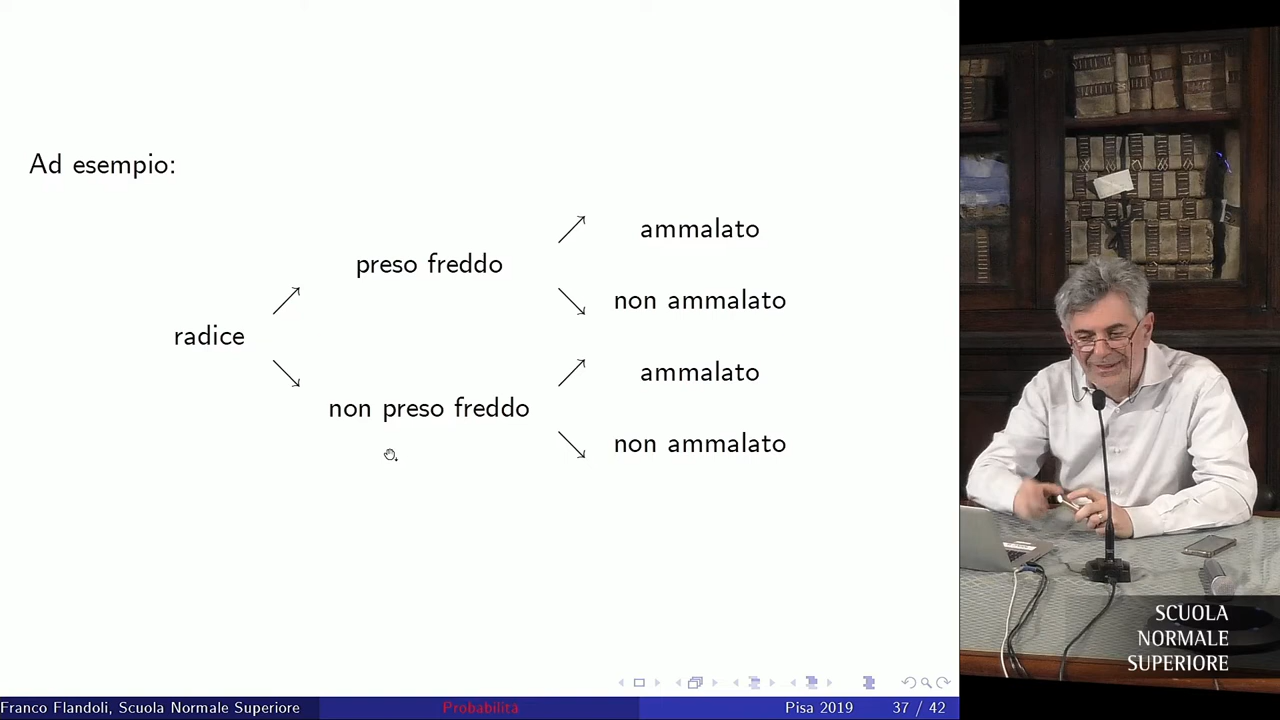 Ad esempio:
ammalato
preso freddo
non ammalato
radice
ammalato
non preso freddo
non ammalato
SCUOLA
NORMALE
SUPERIORE
Franco Flandoli, Scuola Normale Superiore
Probabilità
Pisa 2019
37 / 42